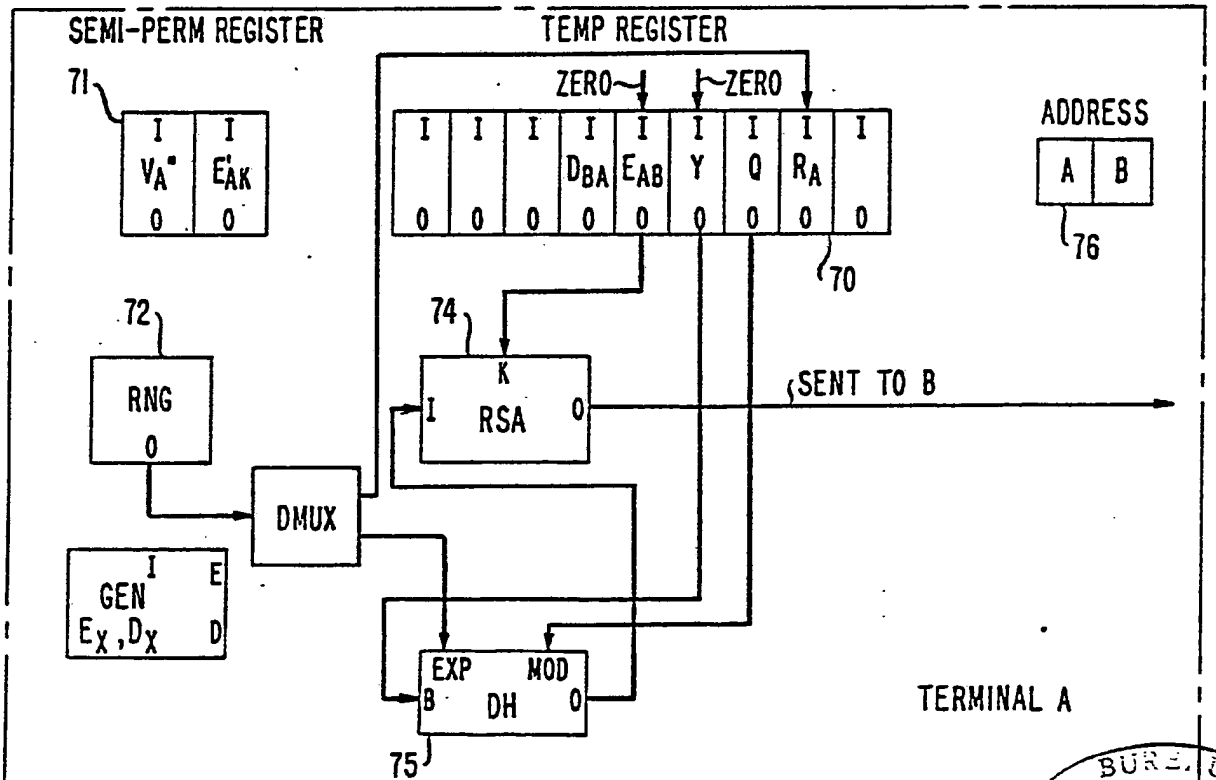 SEMI-PERM REGISTER TEMP REGISTER
71
ZERO ZERO
ADDRESS
I I
V_A" E'_AK
0 0
I I I I I I I I I
D_BA E_AB Y Q R_A
0 0 0 0 0 0 0 0 0
A B
76
70
72
74
RNG
0
K
I RSA 0
SENT TO B
DMUX
I E
GEN
E_X, D_X D
EXP MOD
B DH 0
75
TERMINAL A